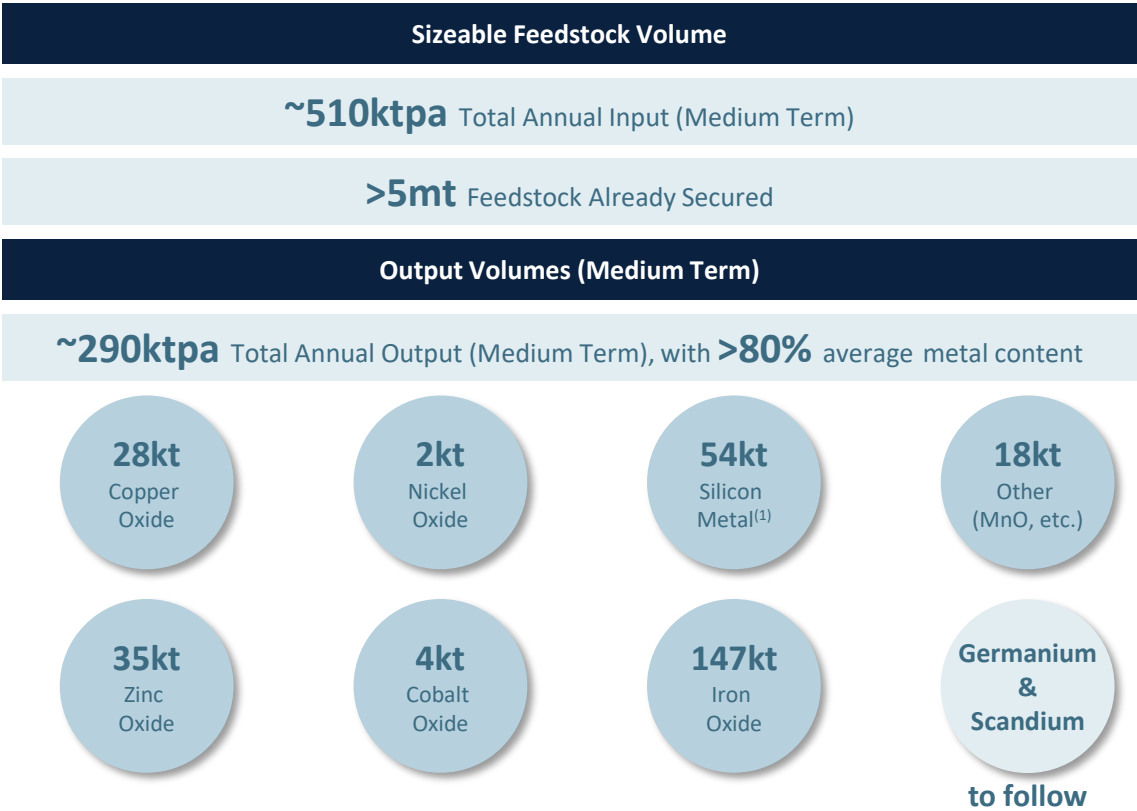 Sizeable Feedstock Volume
~510ktpa Total Annual Input (Medium Term)
>5mt Feedstock Already Secured
Output Volumes (Medium Term)
~290ktpa Total Annual Output (Medium Term), with >80% average metal content
28kt
Copper
Oxide
2kt
Nickel
Oxide
54kt
Silicon
Metal(1)
18kt
Other
(MnO, etc.)
35kt
Zinc
Oxide
4kt
Cobalt
Oxide
147kt
Iron
Oxide
Germanium
&
Scandium
to follow